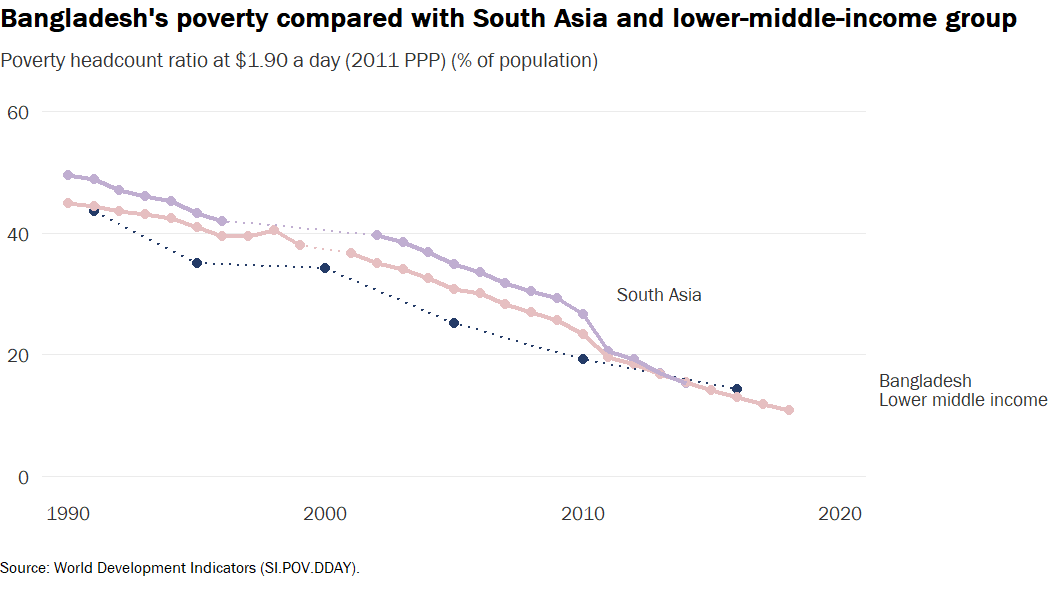 Bangladesh's poverty compared with South Asia and lower-middle-income group
Poverty headcount ratio at $1.90 a day (2011 PPP) (% of population)
60
40
20
0
South Asia
Bangladesh
Lower middle income
1990
2000
2010
2020
Source: World Development Indicators (SI.POV.DDAY).